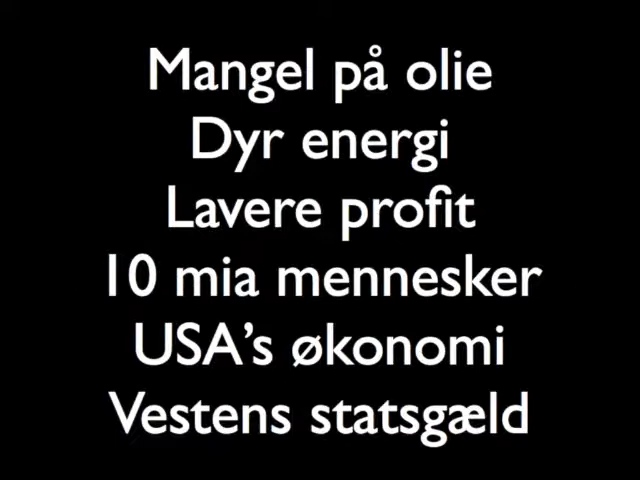 Mangel på olie
Dyr energi
Lavere profit
10 mia mennesker
USA’s økonomi
Vestens statsgæld